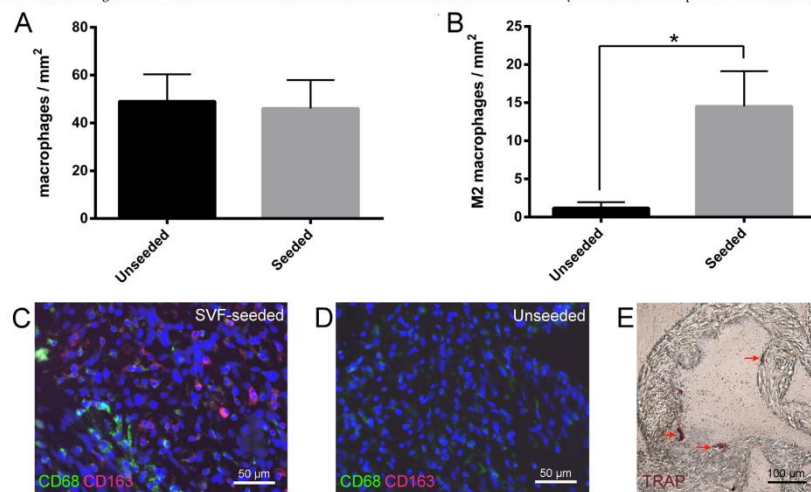 A
macrophages / mm²
80
60
40
20
0
Unseeded
Seeded
B
*
M2 macrophages / mm²
25
20
15
10
5
0
Unseeded
Seeded
C
SVF-seeded
CD68 CD163
50 µm
D
Unseeded
CD68 CD163
50 µm
E
TRAP
100 µm